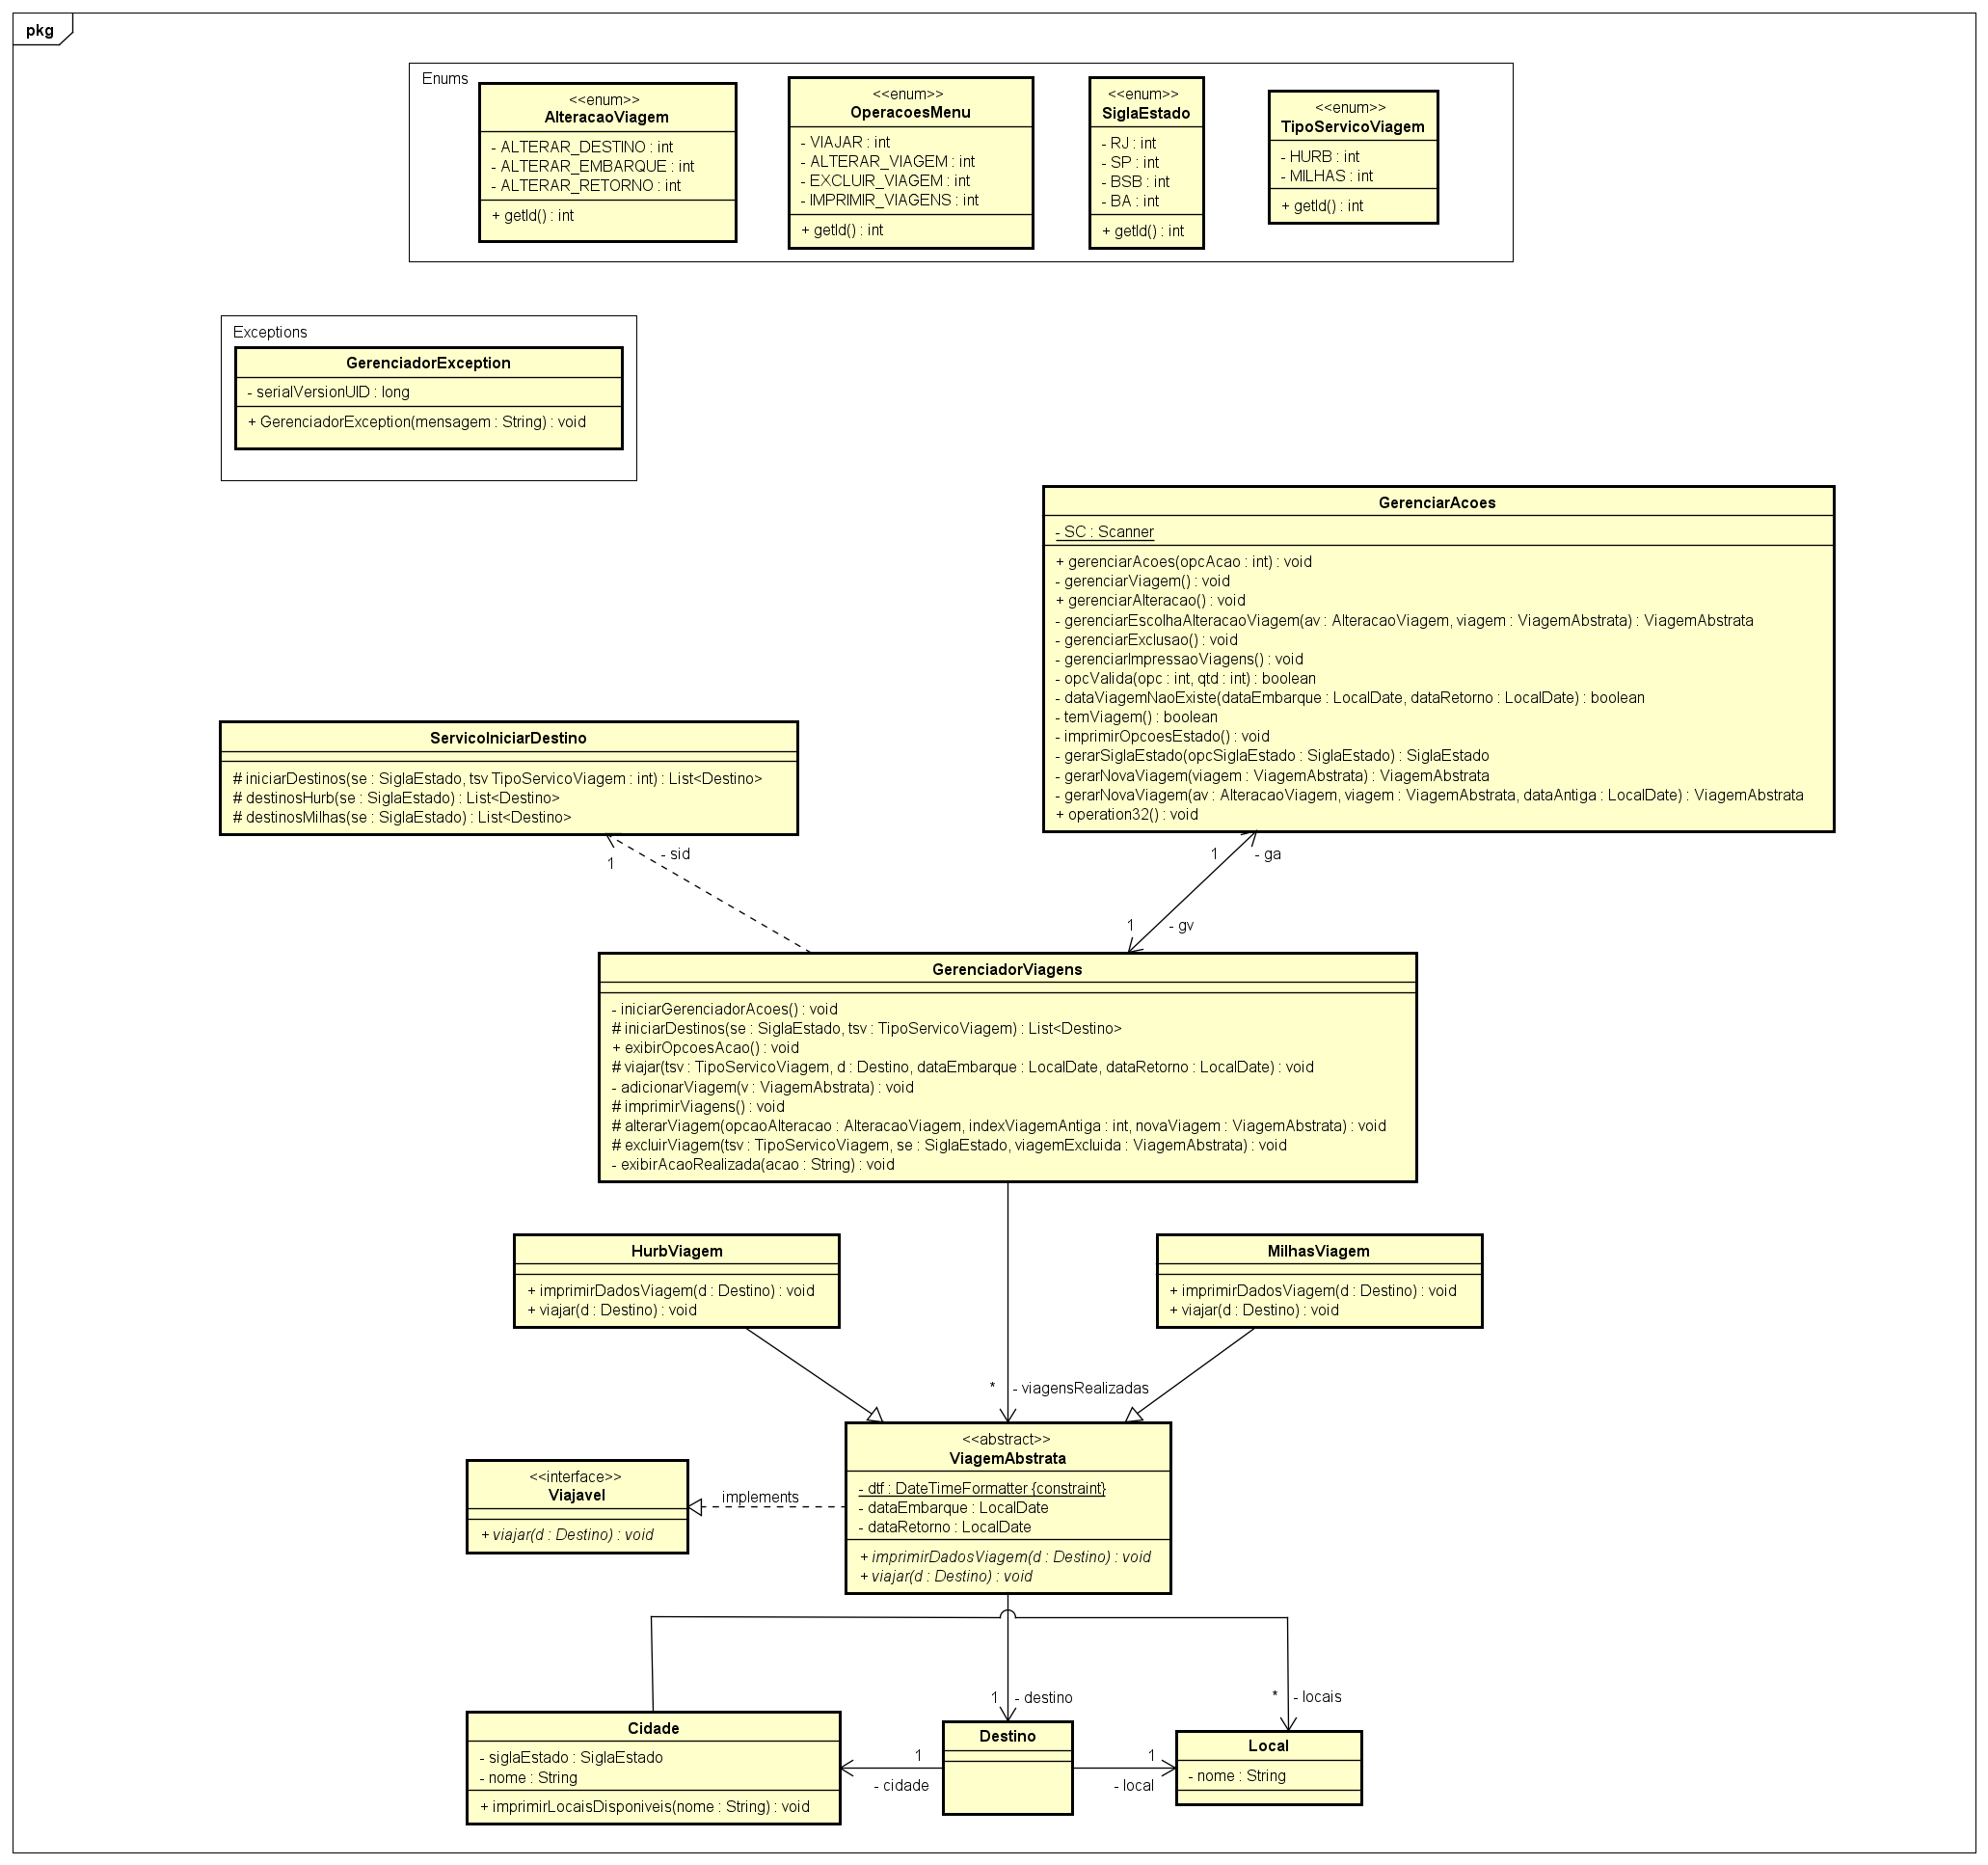 pkg
Enums
<<enum>>
AlteracaoViagem
- ALTERAR_DESTINO : int
- ALTERAR_EMBARQUE : int
- ALTERAR_RETORNO : int
+ getId() : int
<<enum>>
OperacoesMenu
- VIAJAR : int
- ALTERAR_VIAGEM : int
- EXCLUIR_VIAGEM : int
- IMPRIMIR_VIAGENS : int
+ getId() : int
<<enum>>
SiglaEstado
- RJ : int
- SP : int
- BSB : int
- BA : int
+ getId() : int
<<enum>>
TipoServicoViagem
- HURB : int
- MILHAS : int
+ getId() : int
Exceptions
GerenciadorException
- serialVersionUID : long
+ GerenciadorException(mensagem : String) : void
GerenciarAcoes
- SC : Scanner
+ gerenciarAcoes(opcAcao : int) : void
- gerenciarViagem() : void
+ gerenciarAlteracao() : void
- gerenciarEscolhaAlteracaoViagem(av : AlteracaoViagem, viagem : ViagemAbstrata) : ViagemAbstrata
- gerenciarExclusao() : void
- gerenciarImpressaoViagens() : void
- opcValida(opc : int, qtd : int) : boolean
- dataViagemNaoExiste(dataEmbarque : LocalDate, dataRetorno : LocalDate) : boolean
- temViagem() : boolean
- imprimirOpcoesEstado() : void
- gerarSiglaEstado(opcSiglaEstado : SiglaEstado) : SiglaEstado
- gerarNovaViagem(viagem : ViagemAbstrata) : ViagemAbstrata
- gerarNovaViagem(av : AlteracaoViagem, viagem : ViagemAbstrata, dataAntiga : LocalDate) : ViagemAbstrata
+ operation32() : void
ServicoIniciarDestino
# iniciarDestinos(se : SiglaEstado, tsv TipoServicoViagem : int) : List<Destino>
# destinosHurb(se : SiglaEstado) : List<Destino>
# destinosMilhas(se : SiglaEstado) : List<Destino>
1
- sid
1
- ga
1
- gv
GerenciadorViagens
- iniciarGerenciadorAcoes() : void
# iniciarDestinos(se : SiglaEstado, tsv : TipoServicoViagem) : List<Destino>
+ exibirOpcoesAcao() : void
# viajar(tsv : TipoServicoViagem, d : Destino, dataEmbarque : LocalDate, dataRetorno : LocalDate) : void
- adicionarViagem(v : ViagemAbstrata) : void
# imprimirViagens() : void
# alterarViagem(opcaoAlteracao : AlteracaoViagem, indexViagemAntiga : int, novaViagem : ViagemAbstrata) : void
# excluirViagem(tsv : TipoServicoViagem, se : SiglaEstado, viagemExcluida : ViagemAbstrata) : void
- exibirAcaoRealizada(acao : String) : void
HurbViagem
+ imprimirDadosViagem(d : Destino) : void
+ viajar(d : Destino) : void
MilhasViagem
+ imprimirDadosViagem(d : Destino) : void
+ viajar(d : Destino) : void
*
- viagensRealizadas
<<abstract>>
ViagemAbstrata
- dtf : DateTimeFormatter {constraint}
- dataEmbarque : LocalDate
- dataRetorno : LocalDate
+ imprimirDadosViagem(d : Destino) : void
+ viajar(d : Destino) : void
<<interface>>
Viajavel
+ viajar(d : Destino) : void
implements
1
- destino
*
- locais
Cidade
- siglaEstado : SiglaEstado
- nome : String
+ imprimirLocaisDisponiveis(nome : String) : void
1
- cidade
Destino
1
- local
Local
- nome : String